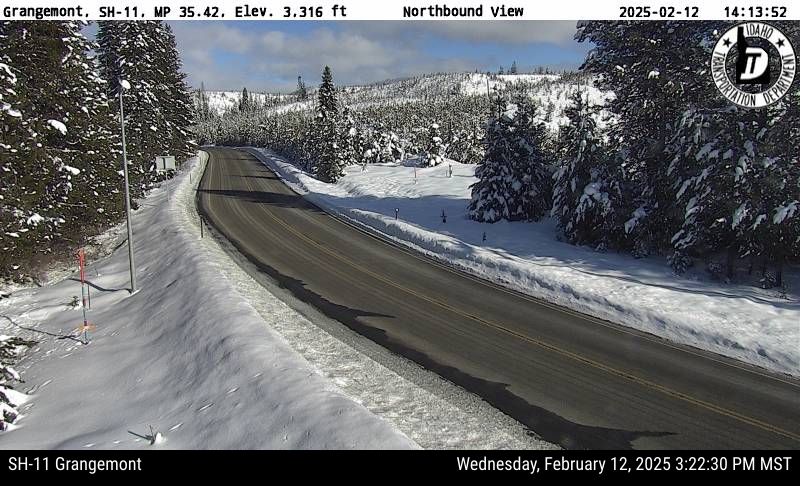 Grangemont, SH-11, MP 35.42, Elev. 3,316 ft Northbound View 2025-02-12 14:13:52
IDAHO
TRANSPORTATION DEPARTMENT
SH-11 Grangemont Wednesday, February 12, 2025 3:22:30 PM MST